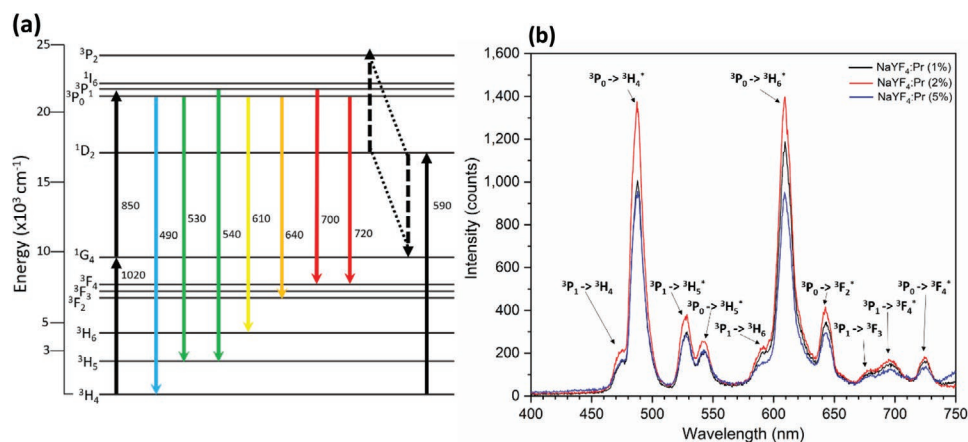 (a)
25
20
15
10
5
3
Energy (x10³ cm⁻¹)
³P₂
¹I₆
³P₁
³P₀
¹D₂
¹G₄
³F₄
³F₃
³F₂
³H₆
³H₅
³H₄
850
1020
490
530
540
610
640
700
720
590
(b)
1,600
1,400
1,200
1,000
800
600
400
200
0
Intensity (counts)
NaYF₄:Pr (1%)
NaYF₄:Pr (2%)
NaYF₄:Pr (5%)
³P₀ -> ³H₄*
³P₀ -> ³H₆*
³P₁ -> ³H₄
³P₁ -> ³H₅*
³P₀ -> ³H₅*
³P₁ -> ³H₆
³P₀ -> ³F₂*
³P₁ -> ³F₃
³P₁ -> ³F₄*
³P₀ -> ³F₄*
400 450 500 550 600 650 700 750
Wavelength (nm)